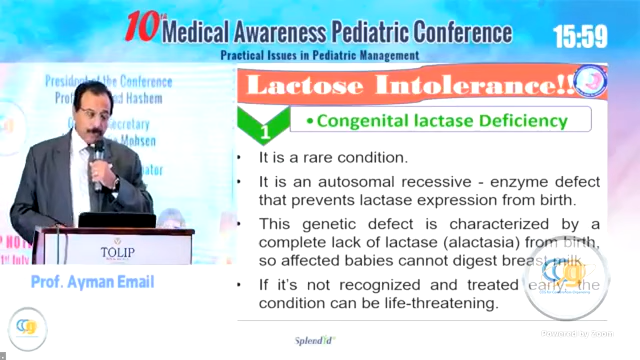 10th Medical Awareness Pediatric Conference
Practical Issues in Pediatric Management
15:59
President of the Conference
Hashem
Secretary
Mohsen
TOLIP
Prof. Ayman Email
Lactose Intolerance!!
1
• Congenital lactase Deficiency
• It is a rare condition.
• It is an autosomal recessive - enzyme defect
that prevents lactase expression from birth.
• This genetic defect is characterized by a
complete lack of lactase (alactasia) from birth,
so affected babies cannot digest breast milk.
• If it's not recognized and treated early, the
condition can be life-threatening.
Powered by Zoom
Splendid